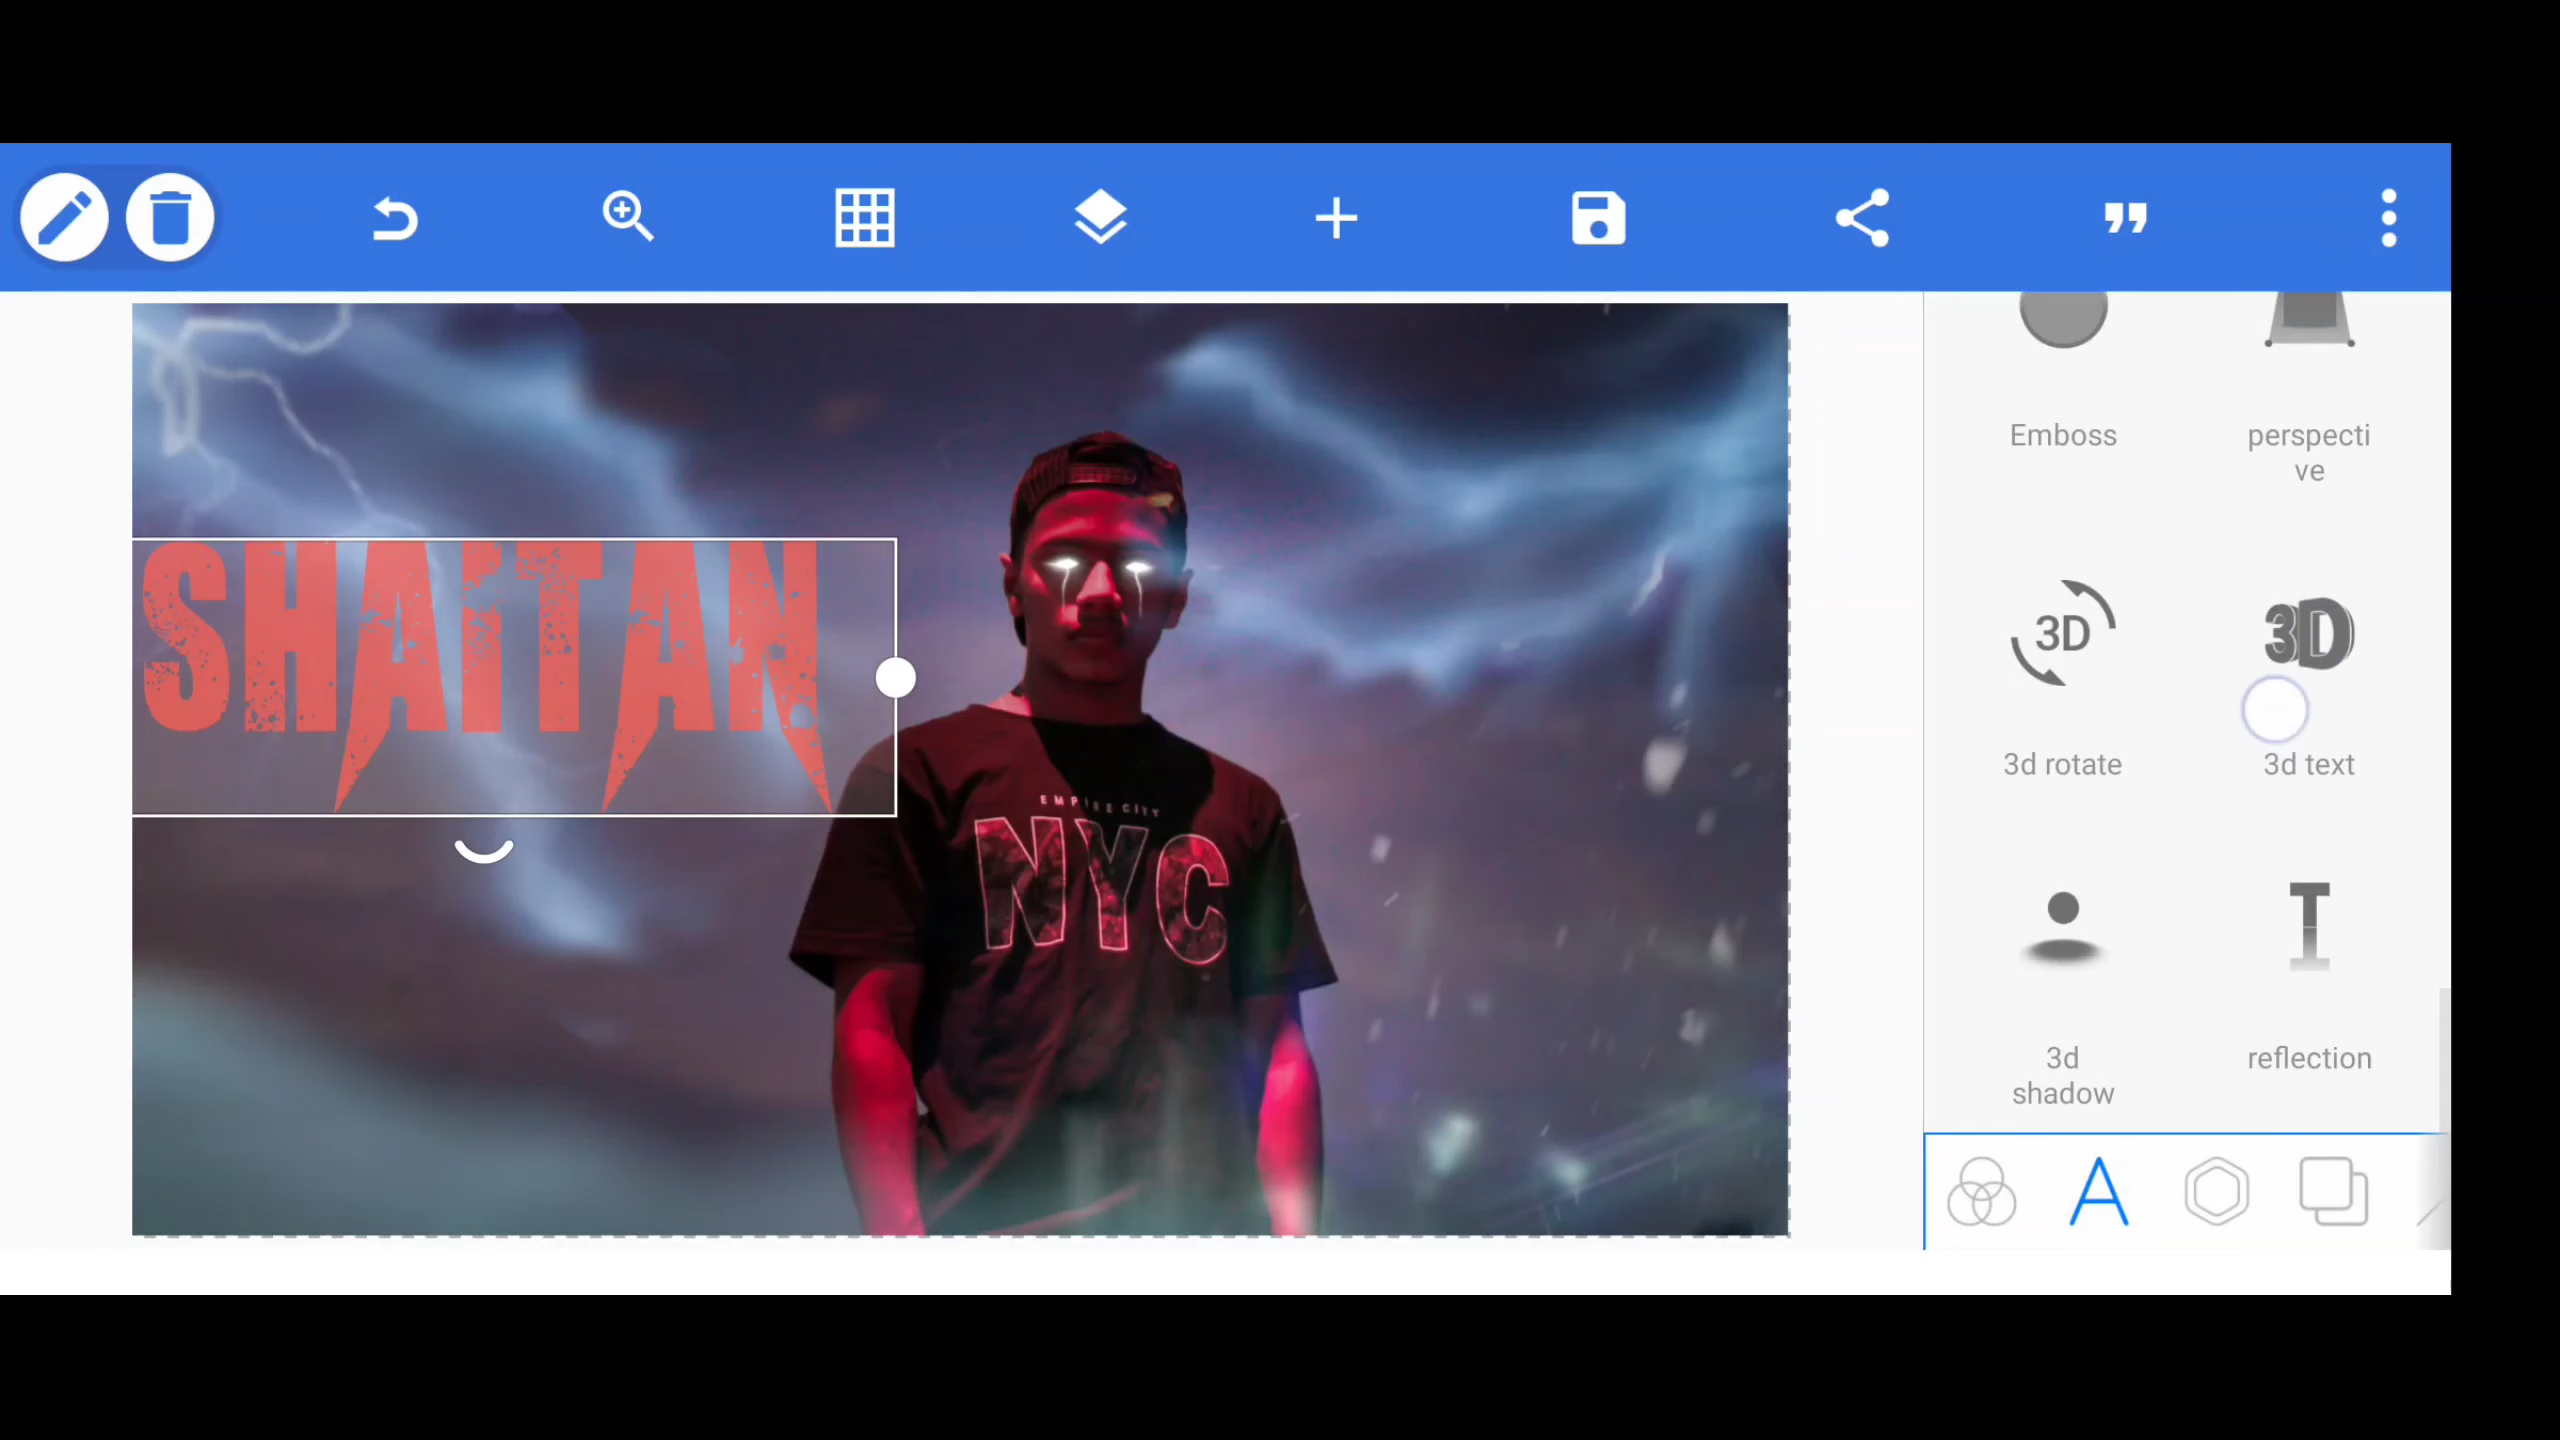 Emboss
perspecti
ve
SHAITAN
3D
3D
3d rotate
3d text
EMPIRE CITY
NYC
T
3d
shadow
reflection
A